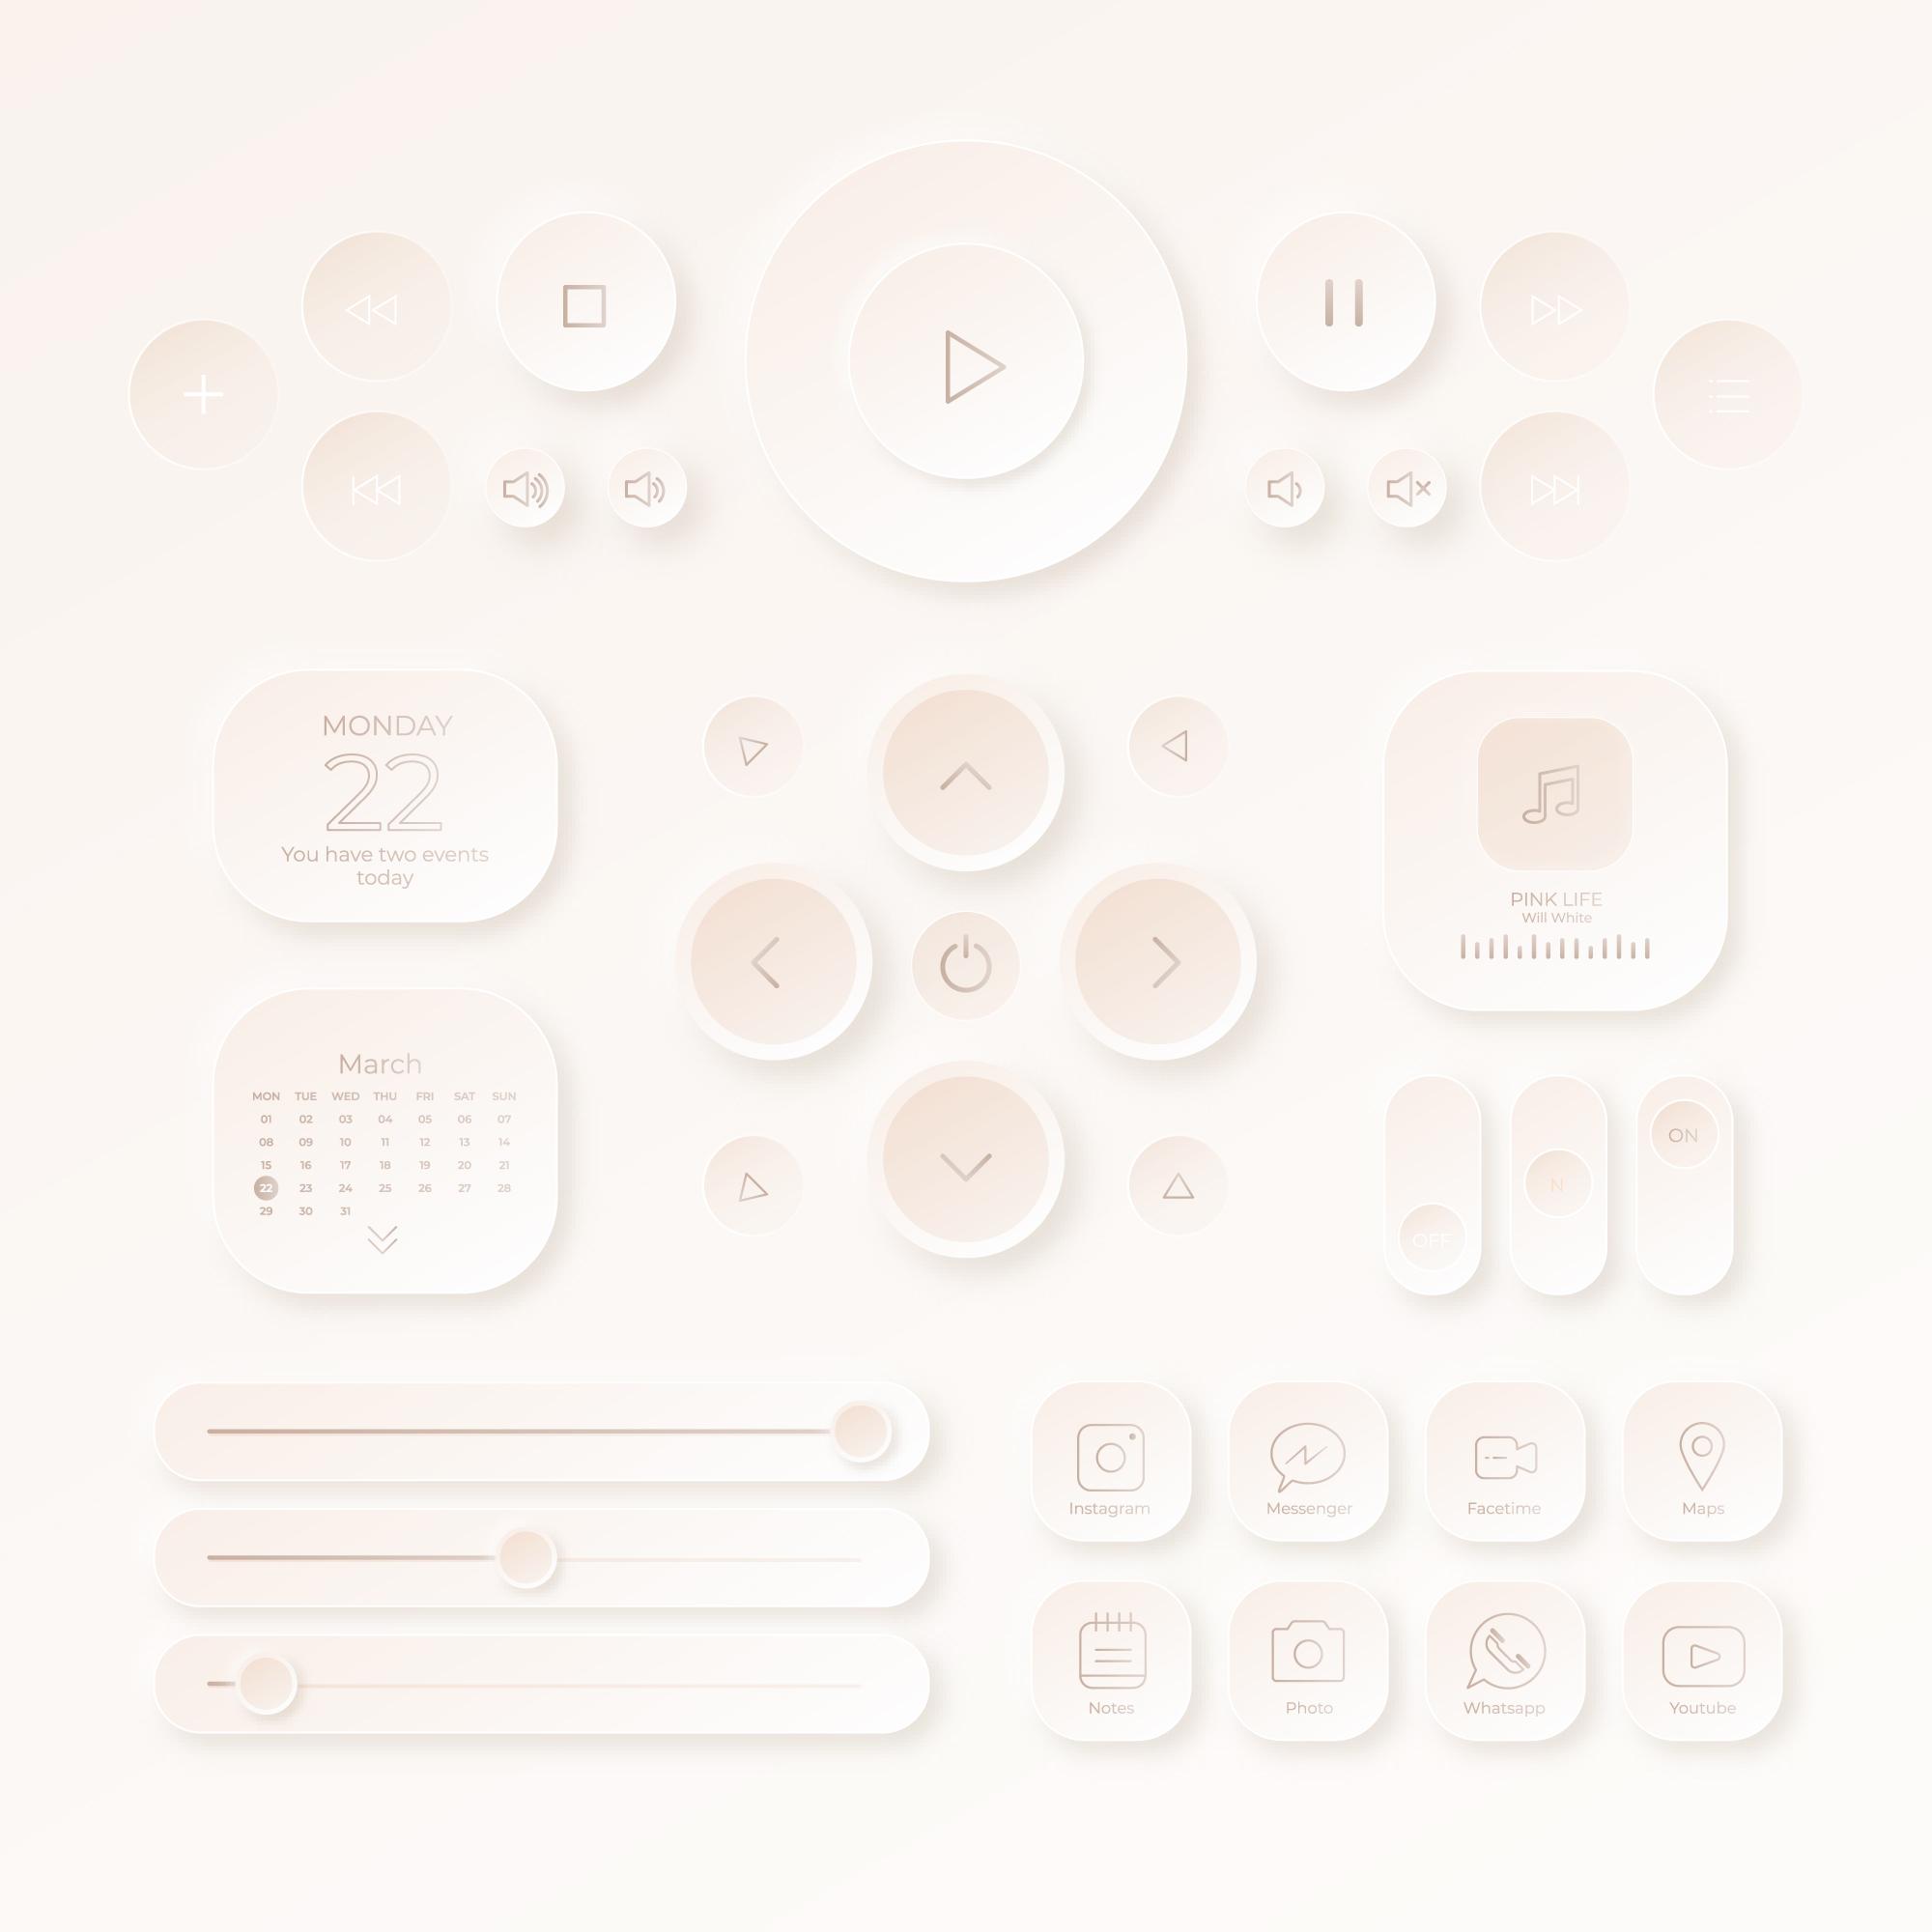 MONDAY
22
You have two events
today
PINK LIFE
Will White
March
MON TUE WED THU FRI SAT SUN
01 02 03 04 05 06 07
08 09 10 11 12 13 14
15 16 17 18 19 20 21
22 23 24 25 26 27 28
29 30 31
ON
N
OFF
Instagram Messenger Facetime Maps
Notes Photo Whatsapp Youtube